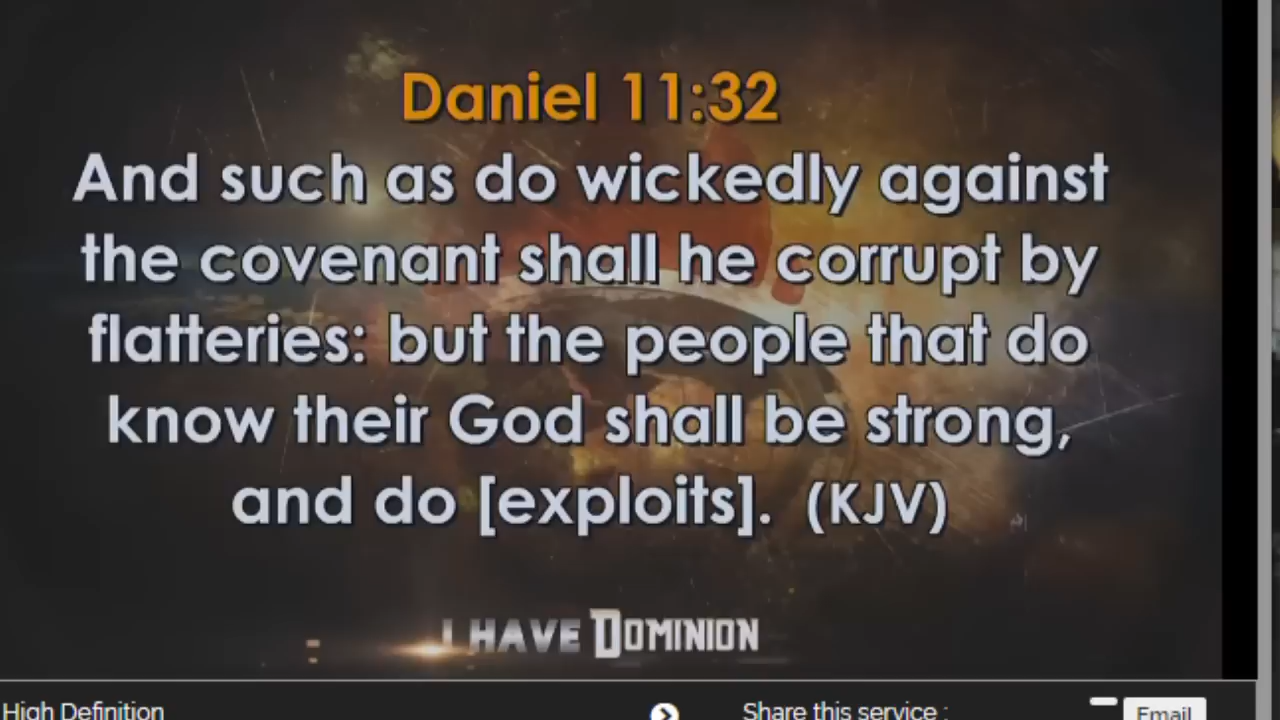 Daniel 11:32
And such as do wickedly against
the covenant shall he corrupt by
flatteries: but the people that do
know their God shall be strong,
and do [exploits]. (KJV)
I HAVE DOMINION
High Definition
Share this service :
Email